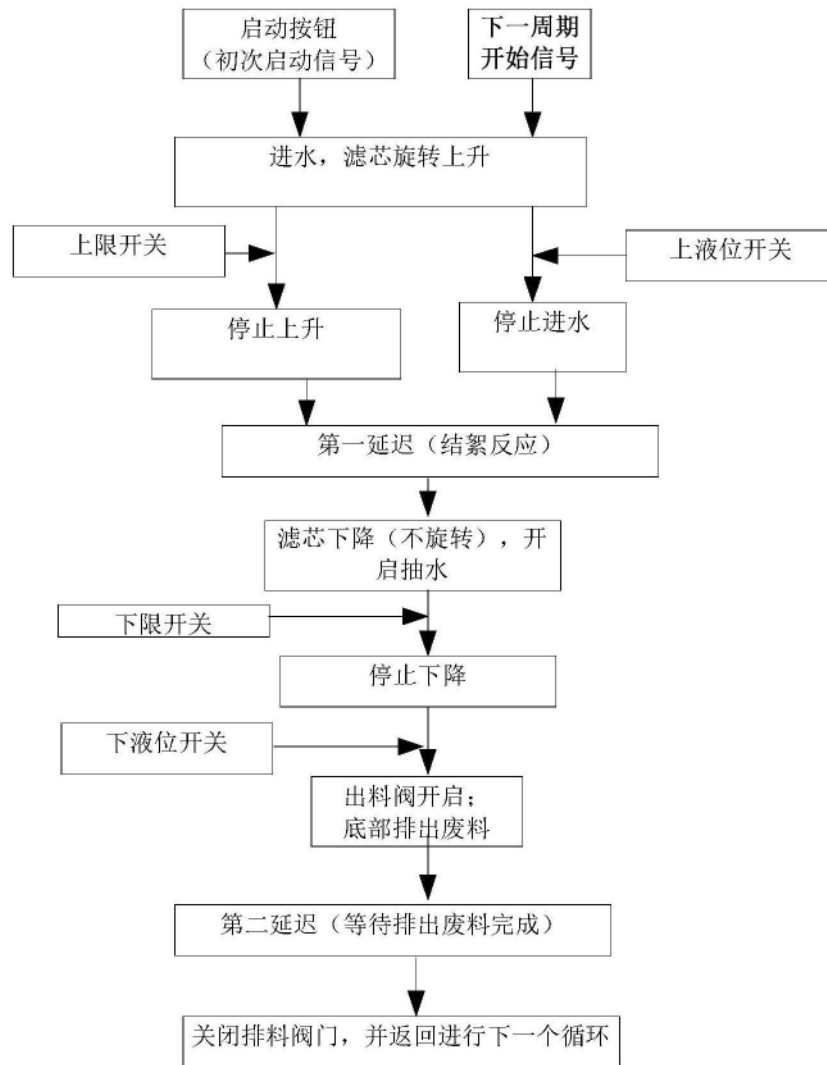 启动按钮
（初次启动信号）
下一周期
开始信号
进水，滤芯旋转上升
上限开关
上液位开关
停止上升
停止进水
第一延迟（结絮反应）
滤芯下降（不旋转），开
启抽水
下限开关
停止下降
下液位开关
出料阀开启；
底部排出废料
第二延迟（等待排出废料完成）
关闭排料阀门，并返回进行下一个循环